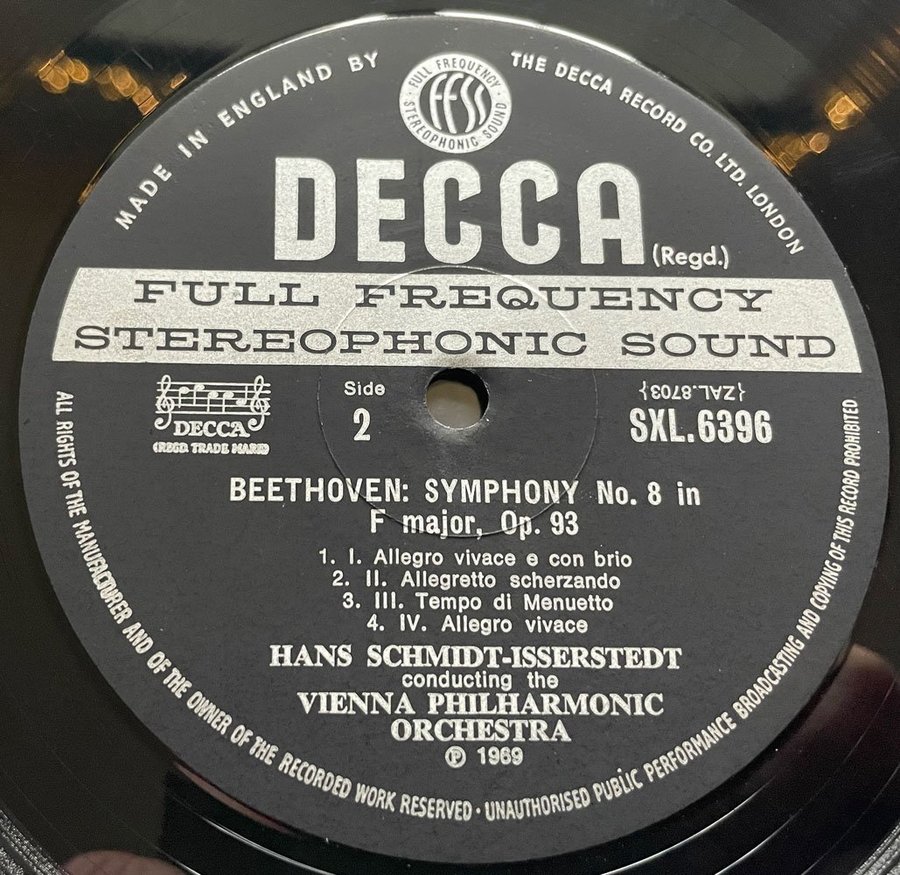 MADE IN ENGLAND BY
THE DECCA RECORD CO. LTD. LONDON
FULL FREQUENCY
FFSS
STEREOPHONIC SOUND
DECCA (Regd.)
FULL FREQUENCY
STEREOPHONIC SOUND
DECCA
(REGD. TRADE MARK)
Side
2
{ZAL.8703}
SXL.6396
BEETHOVEN: SYMPHONY No. 8 in
F major, Op. 93
1. I. Allegro vivace e con brio
2. II. Allegretto scherzando
3. III. Tempo di Menuetto
4. IV. Allegro vivace
HANS SCHMIDT-ISSERSTEDT
conducting the
VIENNA PHILHARMONIC
ORCHESTRA
℗ 1969
ALL RIGHTS OF THE MANUFACTURER AND OF THE OWNER OF THE RECORDED WORK RESERVED · UNAUTHORISED PUBLIC PERFORMANCE BROADCASTING AND COPYING OF THIS RECORD PROHIBITED